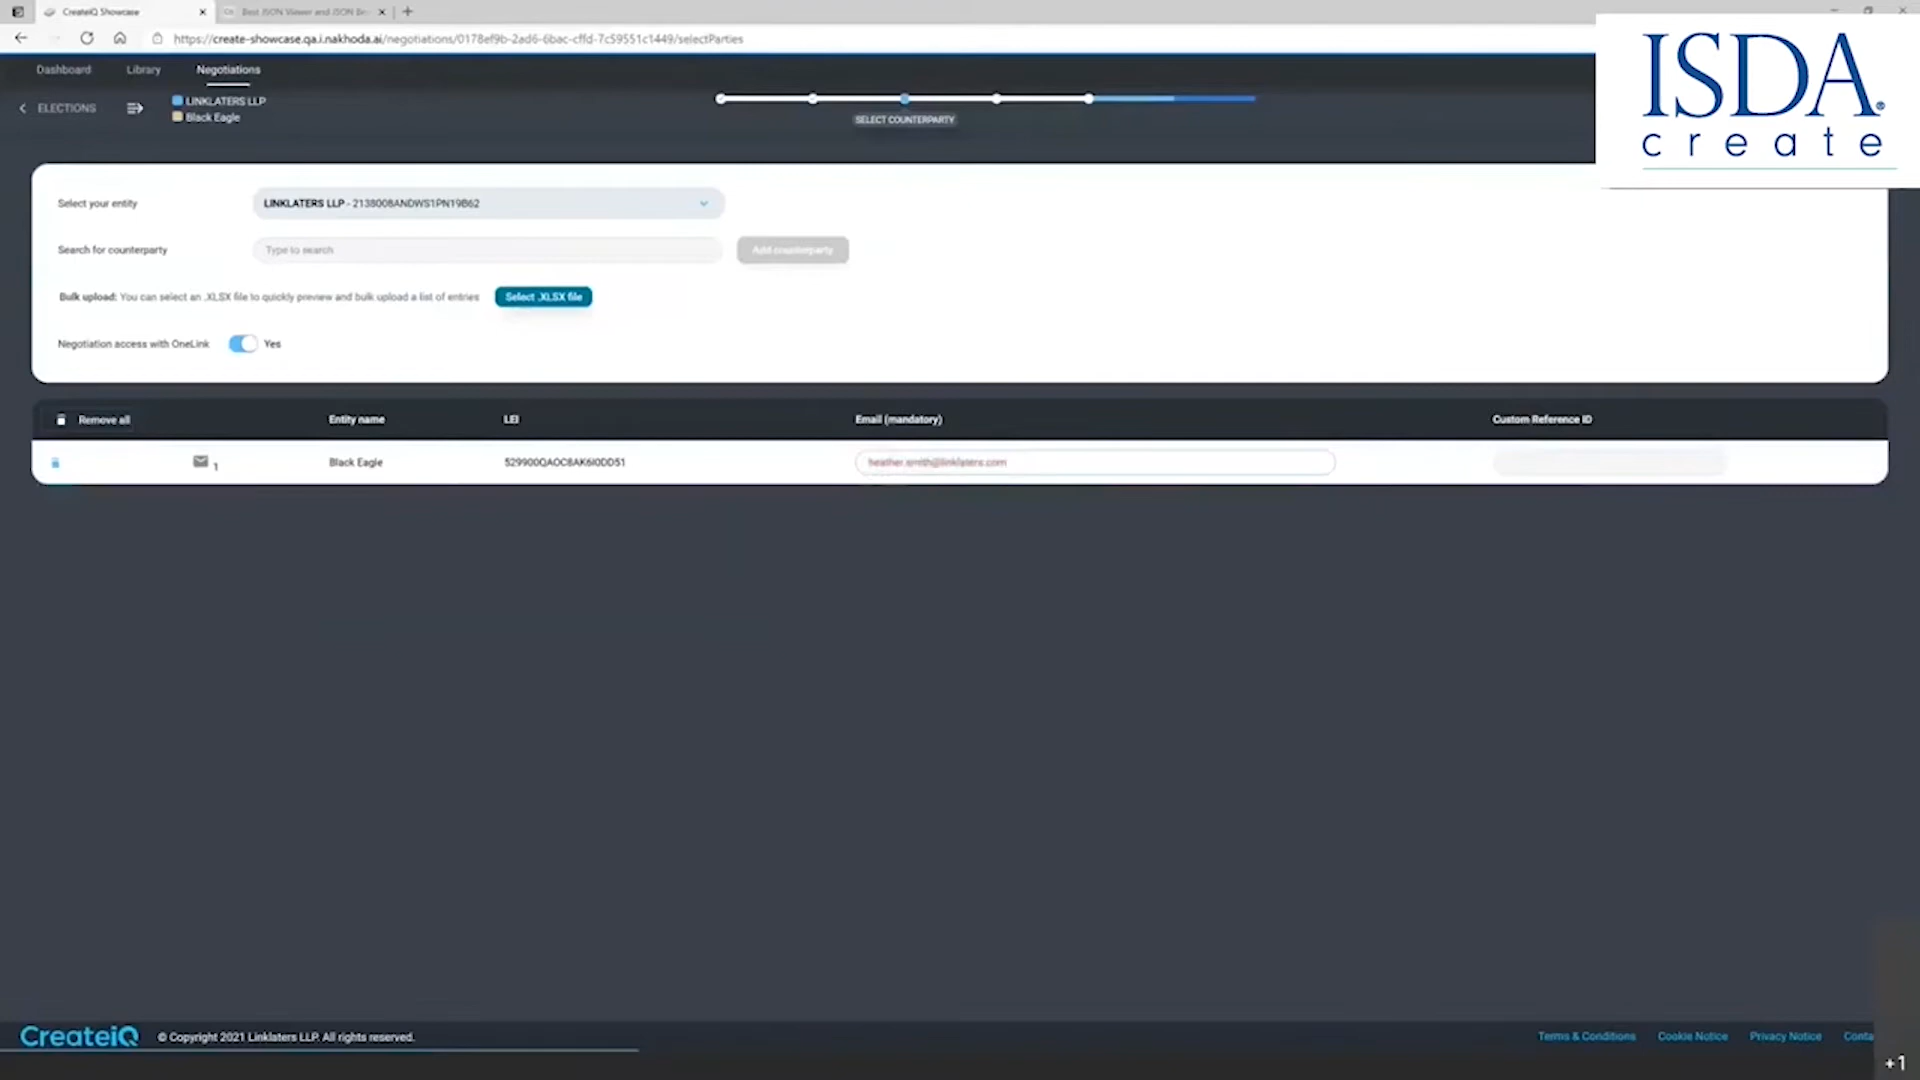 CreateiQ Showcase
Best JSON Viewer and JSON Be
https://create-showcase.qa.i.nakhoda.ai/negotiations/0178ef9b-2ad6-6bac-cffd-7c59551c1449/selectParties
ISDA®
create
Dashboard Library Negotiations
ELECTIONS
LINKLATERS LLP
Black Eagle
SELECT COUNTERPARTY
Select your entity LINKLATERS LLP - 2138008ANDWS1PN19B62
Search for counterparty Type to search Add counterparty
Bulk upload: You can select an .XLSX file to quickly preview and bulk upload a list of entries Select .XLSX file
Negotiation access with OneLink Yes
Remove all Entity name LEI Email (mandatory) Custom Reference ID
1 Black Eagle 529900QAOC8AK6I0DD51 heather.smith@linklaters.com
CreateiQ © Copyright 2021 Linklaters LLP. All rights reserved. Terms & Conditions Cookie Notice Privacy Notice Conta
+1